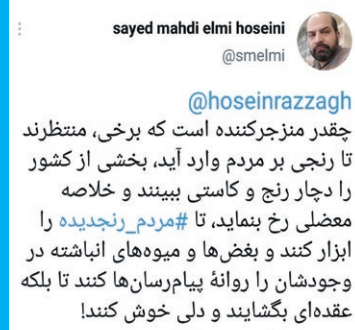 sayed mahdi elmi hoseini
@smelmi
@hoseinrazzagh
چقدر منزجرکننده است که برخی، منتظرند
تا رنجی بر مردم وارد آید، بخشی از کشور
را دچار رنج و کاستی ببینند و خلاصه
معضلی رخ بنماید، تا #مردم_رنجدیده را
ابزار کنند و بغض‌ها و میوه‌های انباشته در
وجودشان را روانهٔ پیام‌رسان‌ها کنند تا بلکه
عقده‌ای بگشایند و دلی خوش کنند!